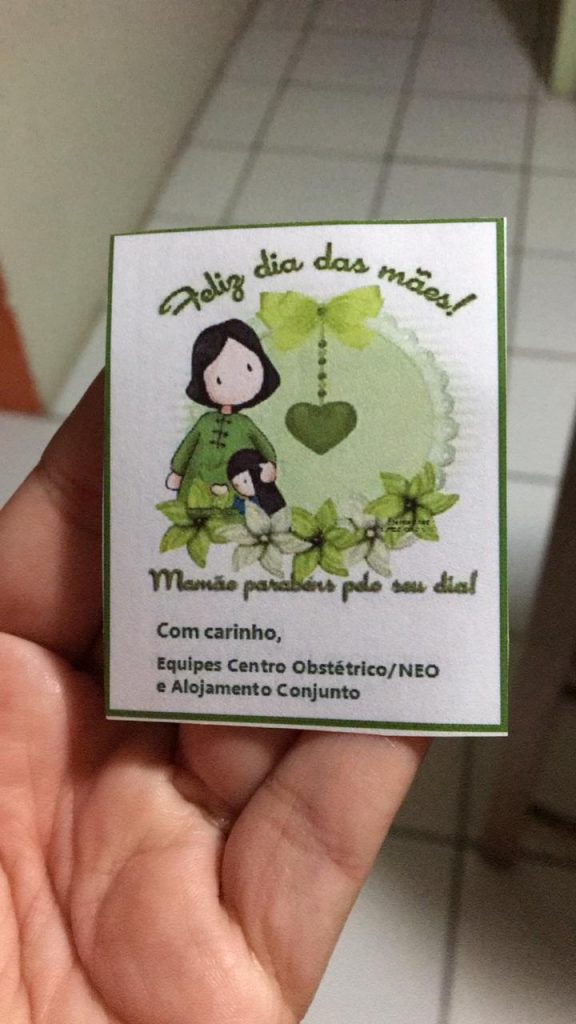 Feliz dia das mães!
Mamãe parabéns pelo seu dia!
Com carinho,
Equipes Centro Obstétrico/NEO
e Alojamento Conjunto